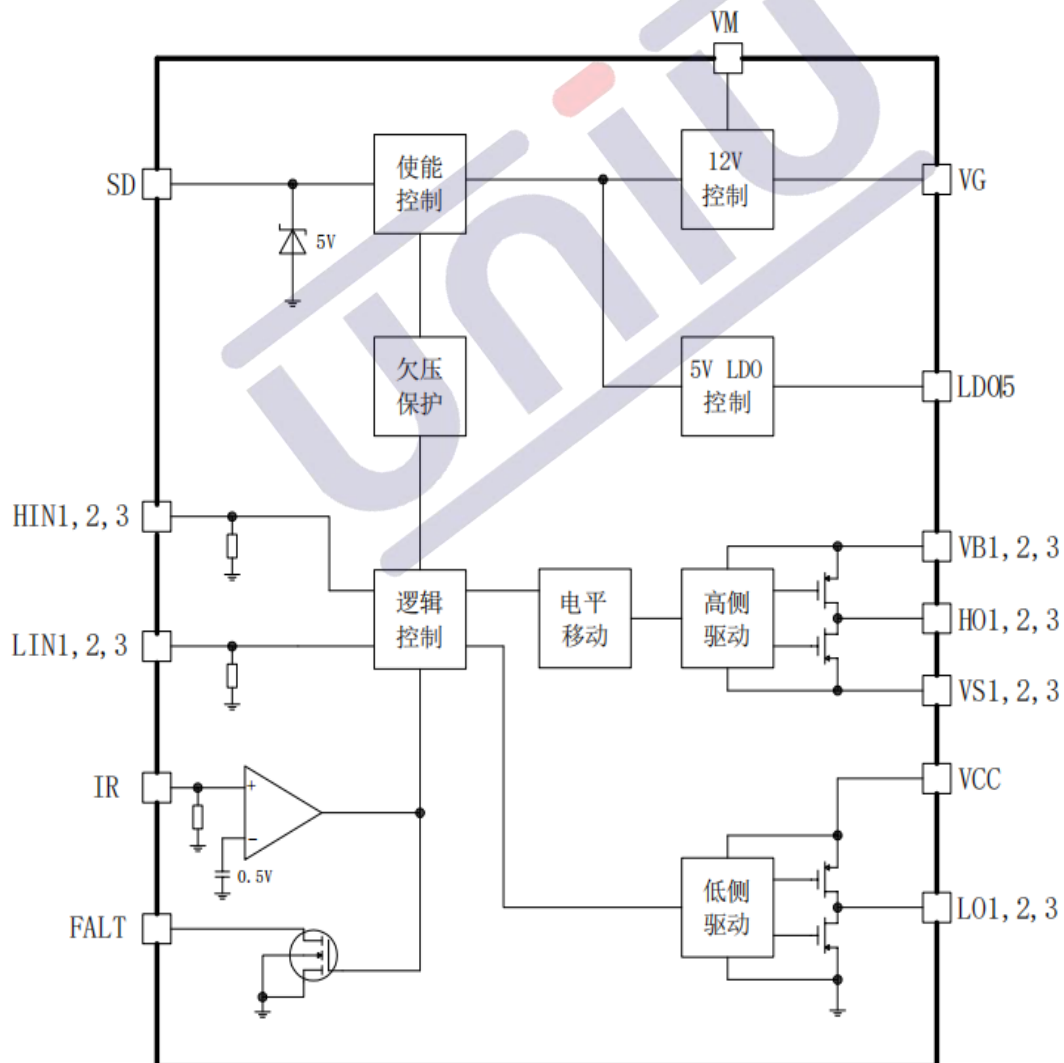 VM
SD
使能
控制
12V
控制
VG
5V
欠压
保护
5V LDO
控制
LDO5
HIN1,2,3
VB1,2,3
逻辑
控制
电平
移动
高侧
驱动
HO1,2,3
LIN1,2,3
VS1,2,3
IR
+
-
0.5V
VCC
低侧
驱动
LO1,2,3
FALT
uniu